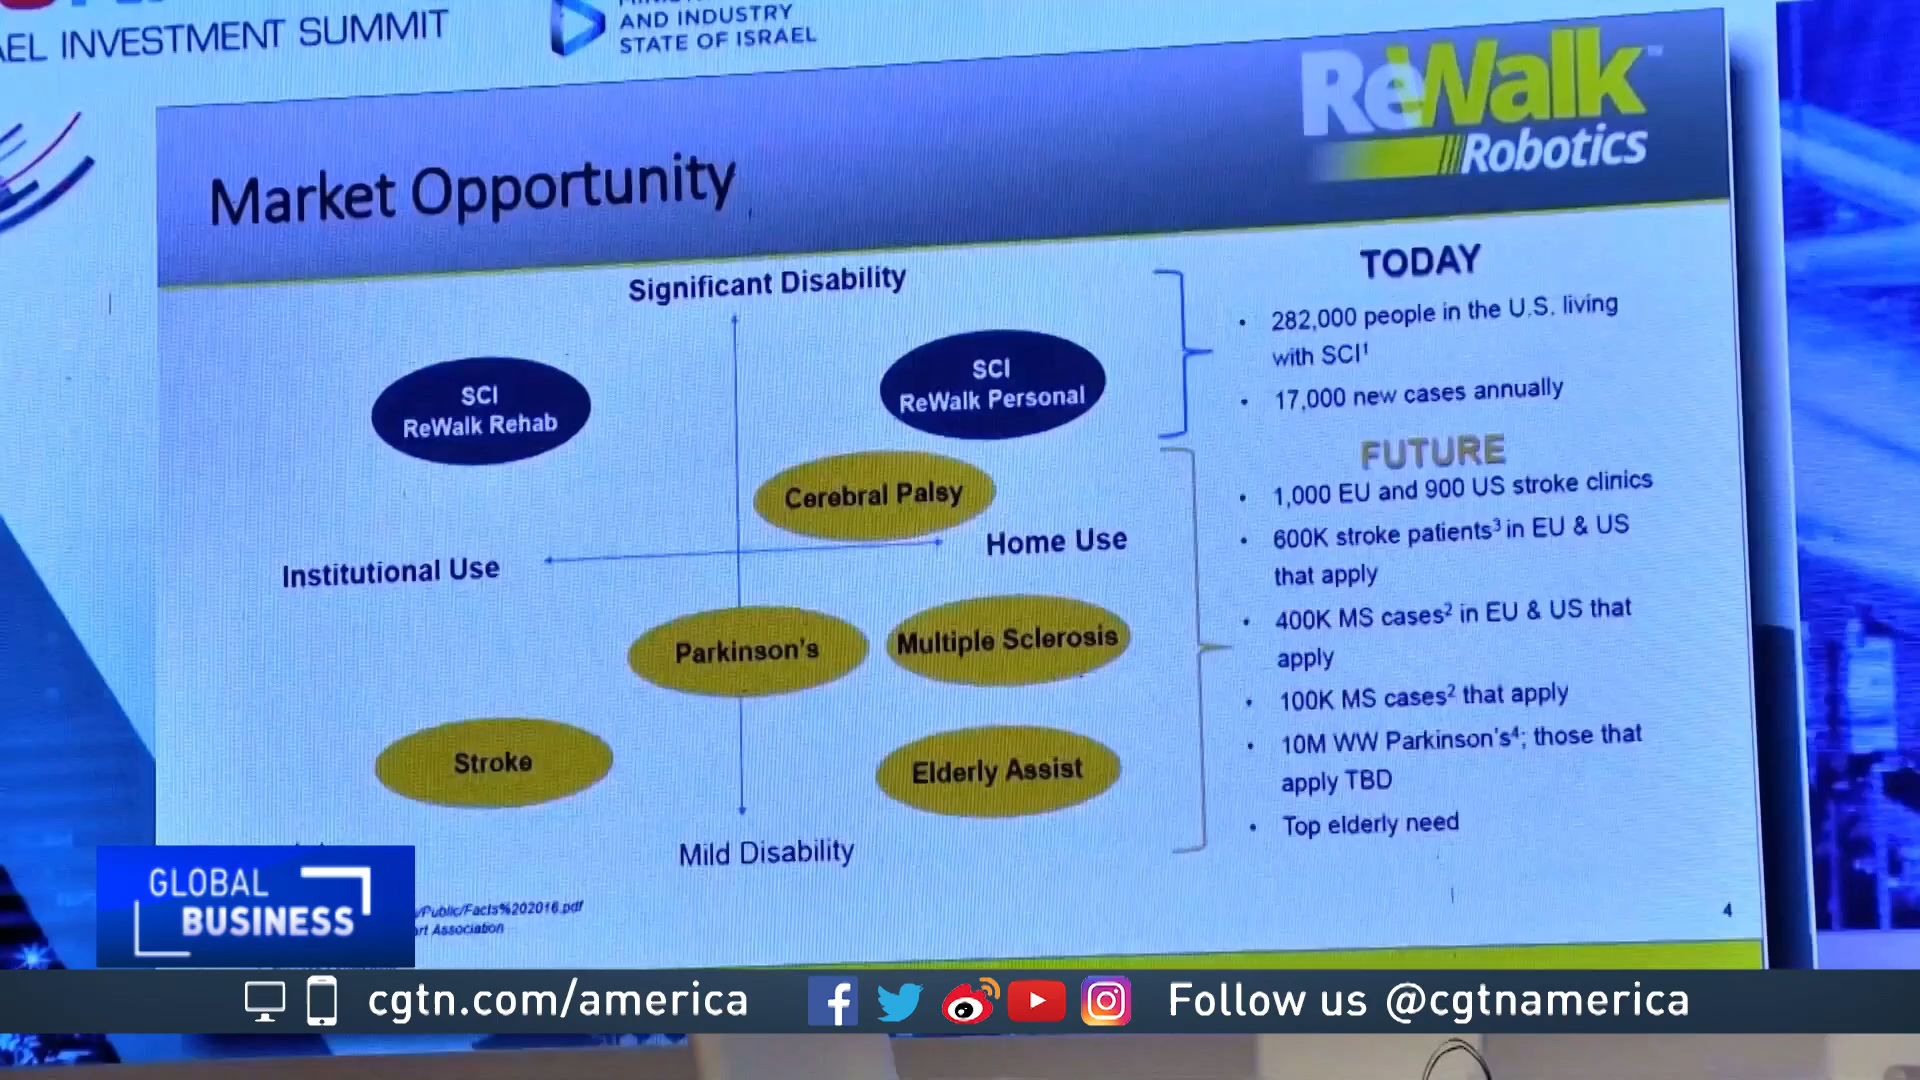 INVESTMENT SUMMIT
AND INDUSTRY
STATE OF ISRAEL
ReWalk™
Robotics
Market Opportunity
Significant Disability
SCI
ReWalk Rehab
SCI
ReWalk Personal
Cerebral Palsy
Institutional Use
Home Use
Parkinson's
Multiple Sclerosis
Stroke
Elderly Assist
Mild Disability
TODAY
• 282,000 people in the U.S. living
with SCI¹
• 17,000 new cases annually
FUTURE
• 1,000 EU and 900 US stroke clinics
• 600K stroke patients³ in EU & US
that apply
• 400K MS cases² in EU & US that
apply
• 100K MS cases² that apply
• 10M WW Parkinson's⁴; those that
apply TBD
• Top elderly need
/Public/Facts%202016.pdf
Association
4
GLOBAL
BUSINESS
cgtn.com/america
Follow us @cgtnamerica